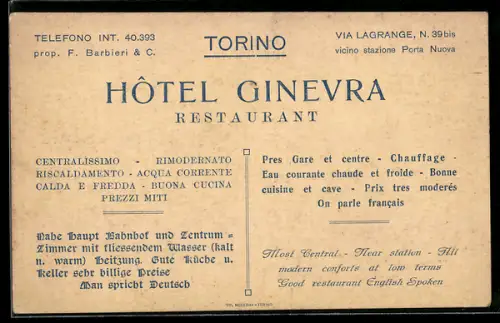 TELEFONO INT. 40.393
prop. F. Barbieri & C.
TORINO
VIA LAGRANGE, N. 39 bis
vicino stazione Porta Nuova
HÔTEL GINEVRA
RESTAURANT
CENTRALISSIMO - RIMODERNATO
RISCALDAMENTO - ACQUA CORRENTE
CALDA E FREDDA - BUONA CUCINA
PREZZI MITI
Pres Gare et centre - Chauffage -
Eau courante chaude et froide - Bonne
cuisine et cave - Prix tres moderés
On parle français
Nahe Haupt Bahnhof und Zentrum =
Zimmer mit fliessendem Wasser (kalt
u. warm) Heitzung. Gute Küche u.
Keller sehr billige Preise
Man spricht Deutsch
Most Central - Near station - All
modern conforts at low terms
Good restaurant English Spoken